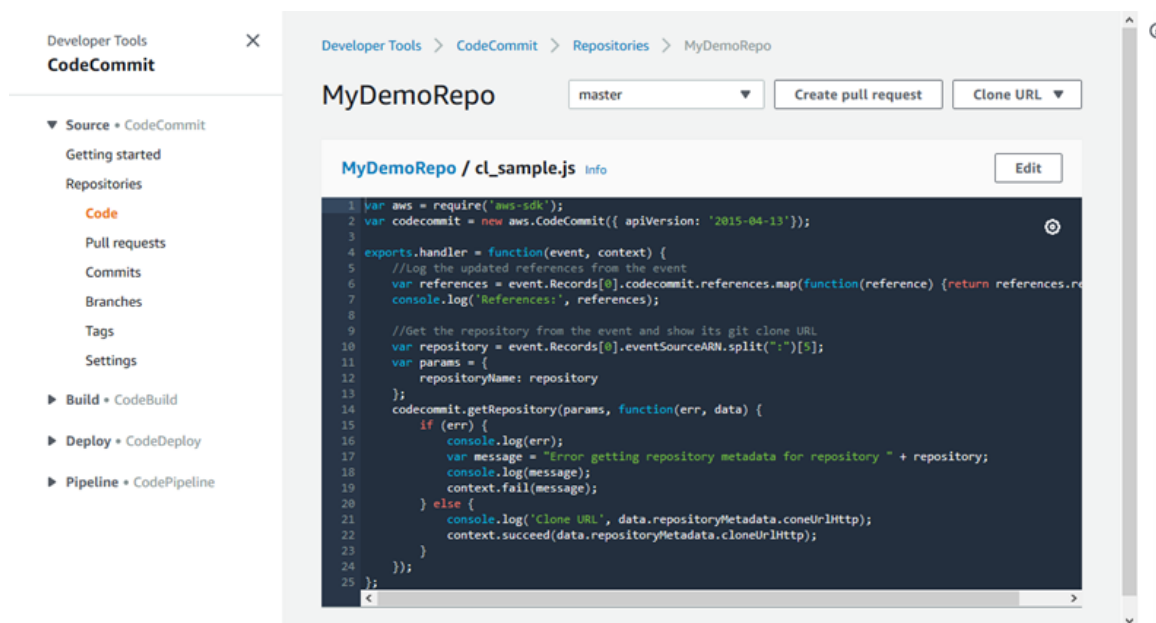 Developer Tools
CodeCommit
Source • CodeCommit
Getting started
Repositories
Code
Pull requests
Commits
Branches
Tags
Settings
Build • CodeBuild
Deploy • CodeDeploy
Pipeline • CodePipeline
Developer Tools > CodeCommit > Repositories > MyDemoRepo
MyDemoRepo master Create pull request Clone URL
MyDemoRepo / cl_sample.js Info Edit
1 var aws = require('aws-sdk');
2 var codecommit = new aws.CodeCommit({ apiVersion: '2015-04-13'});
3
4 exports.handler = function(event, context) {
5     //Log the updated references from the event
6     var references = event.Records[0].codecommit.references.map(function(reference) {return references.re
7     console.log('References:', references);
8
9     //Get the repository from the event and show its git clone URL
10     var repository = event.Records[0].eventSourceARN.split(":")[5];
11     var params = {
12         repositoryName: repository
13     };
14     codecommit.getRepository(params, function(err, data) {
15         if (err) {
16             console.log(err);
17             var message = "Error getting repository metadata for repository " + repository;
18             console.log(message);
19             context.fail(message);
20         } else {
21             console.log('Clone URL', data.repositoryMetadata.coneUrlHttp);
22             context.succeed(data.repositoryMetadata.cloneUrlHttp);
23         }
24     });
25 };